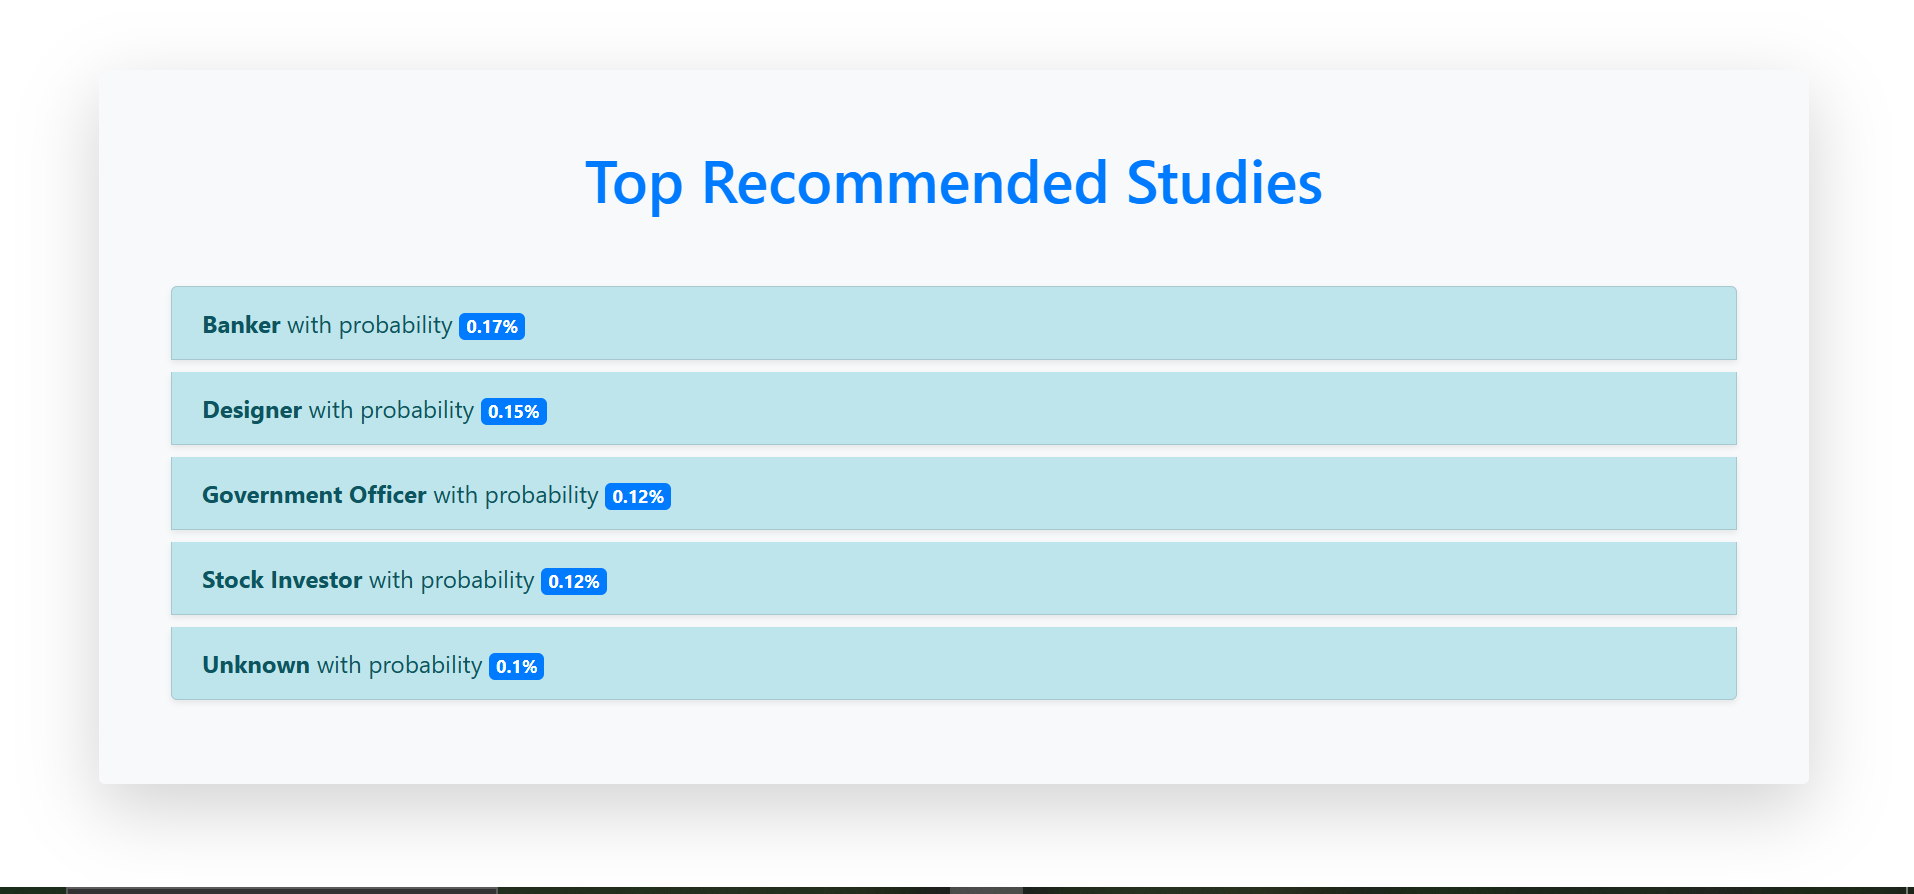 Top Recommended Studies
Banker with probability 0.17%
Designer with probability 0.15%
Government Officer with probability 0.12%
Stock Investor with probability 0.12%
Unknown with probability 0.1%